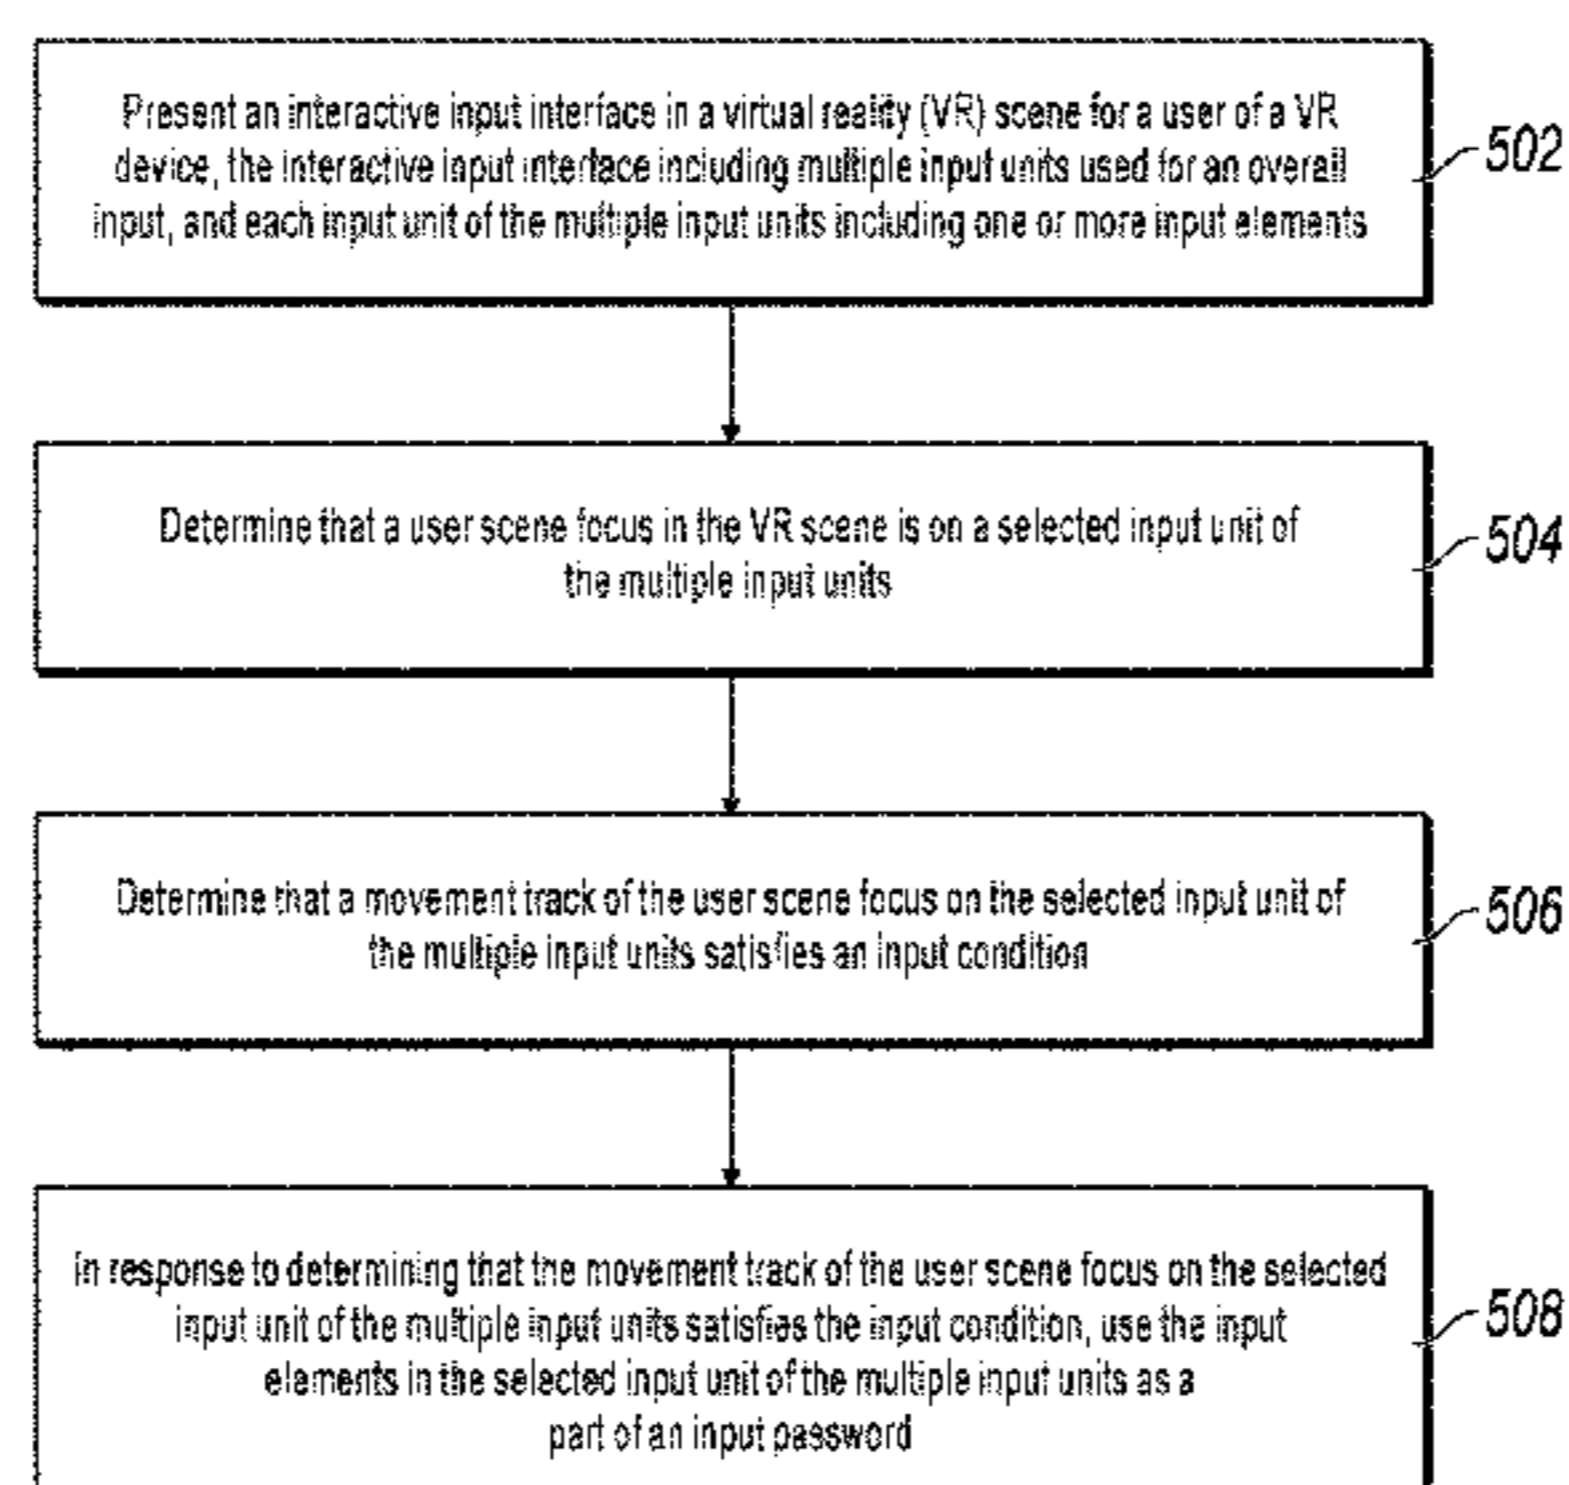 Present an interactive input interface in a virtual reality (VR) scene for a user of a VR
device, the interactive input interface including multiple input units used for an overall
input, and each input unit of the multiple input units including one or more input elements
502
Determine that a user scene focus in the VR scene is on a selected input unit of
the multiple input units
504
Determine that a movement track of the user scene focus on the selected input unit of
the multiple input units satisfies an input condition
506
In response to determining that the movement track of the user scene focus on the selected
input unit of the multiple input units satisfies the input condition, use the input
elements in the selected input unit of the multiple input units as a
part of an input password
508